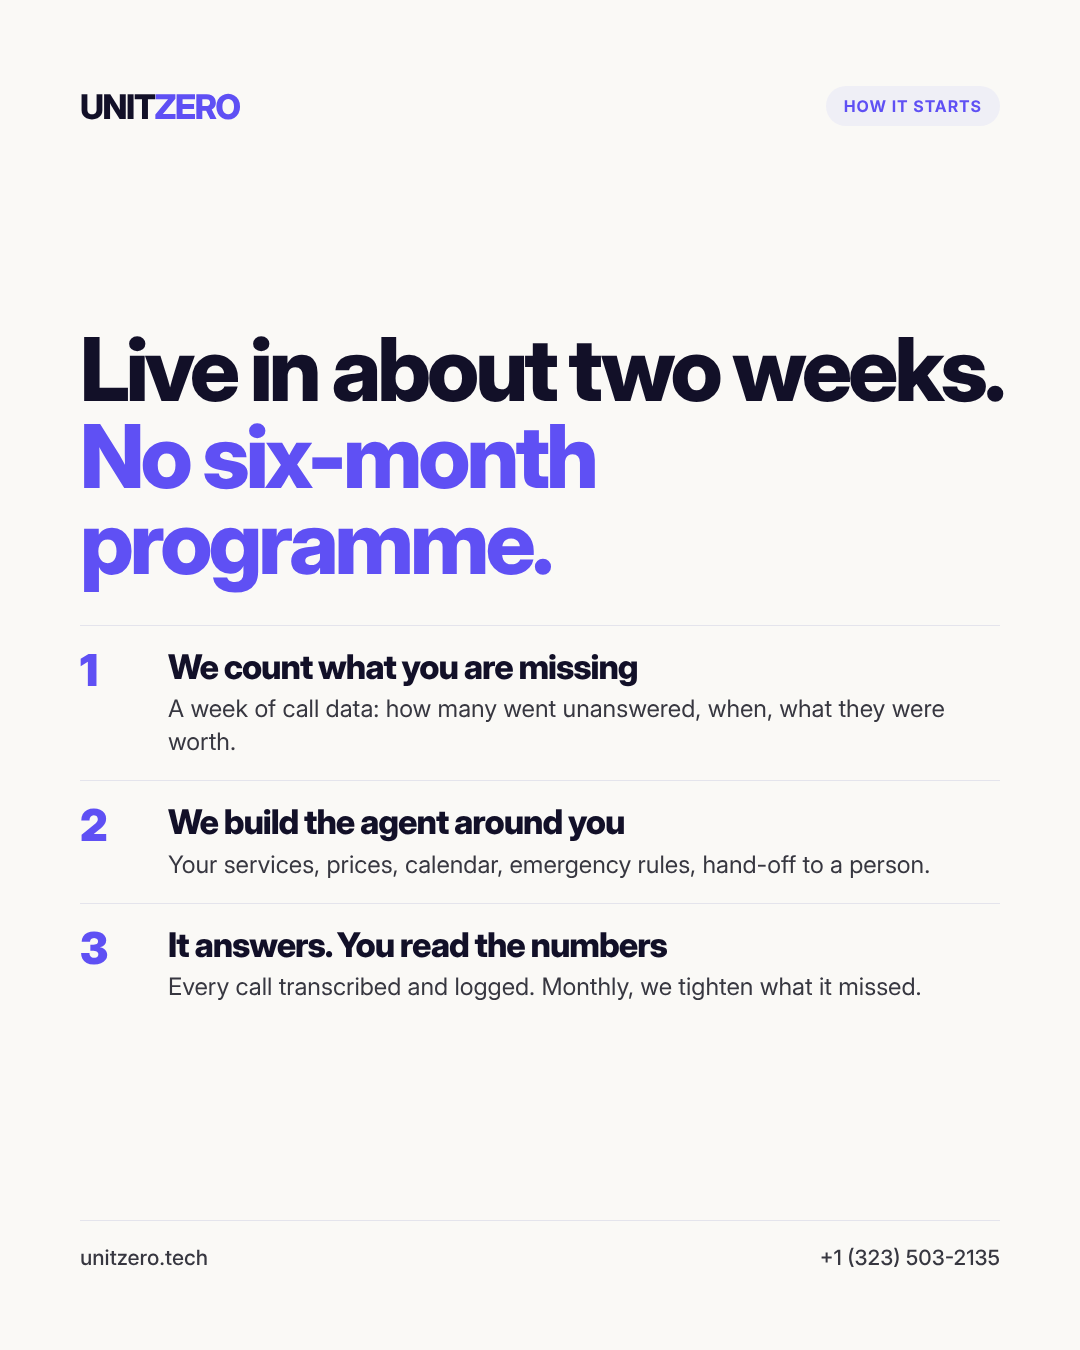 UNITZERO
HOW IT STARTS
Live in about two weeks.
No six-month
programme.
1
We count what you are missing
A week of call data: how many went unanswered, when, what they were
worth.
2
We build the agent around you
Your services, prices, calendar, emergency rules, hand-off to a person.
3
It answers. You read the numbers
Every call transcribed and logged. Monthly, we tighten what it missed.
unitzero.tech
+1 (323) 503-2135